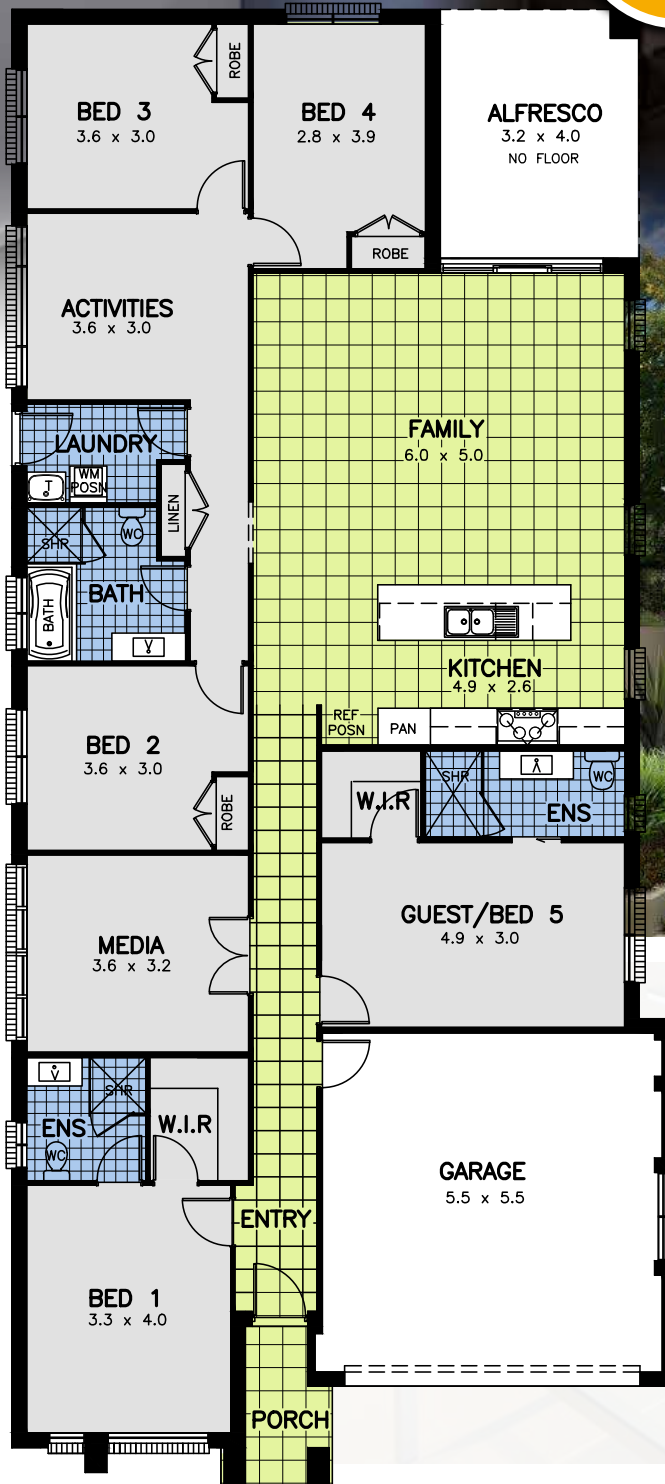 BED 3
3.6 x 3.0
ROBE
BED 4
2.8 x 3.9
ROBE
ALFRESCO
3.2 x 4.0
NO FLOOR
ACTIVITIES
3.6 x 3.0
FAMILY
6.0 x 5.0
LAUNDRY
T
WM
POSN
LINEN
SHR
WC
BATH
BATH
V
KITCHEN
4.9 x 2.6
REF
POSN
PAN
BED 2
3.6 x 3.0
ROBE
W.I.R
SHR
V
WC
ENS
GUEST/BED 5
4.9 x 3.0
MEDIA
3.6 x 3.2
V
SHR
ENS
WC
W.I.R
GARAGE
5.5 x 5.5
ENTRY
BED 1
3.3 x 4.0
PORCH